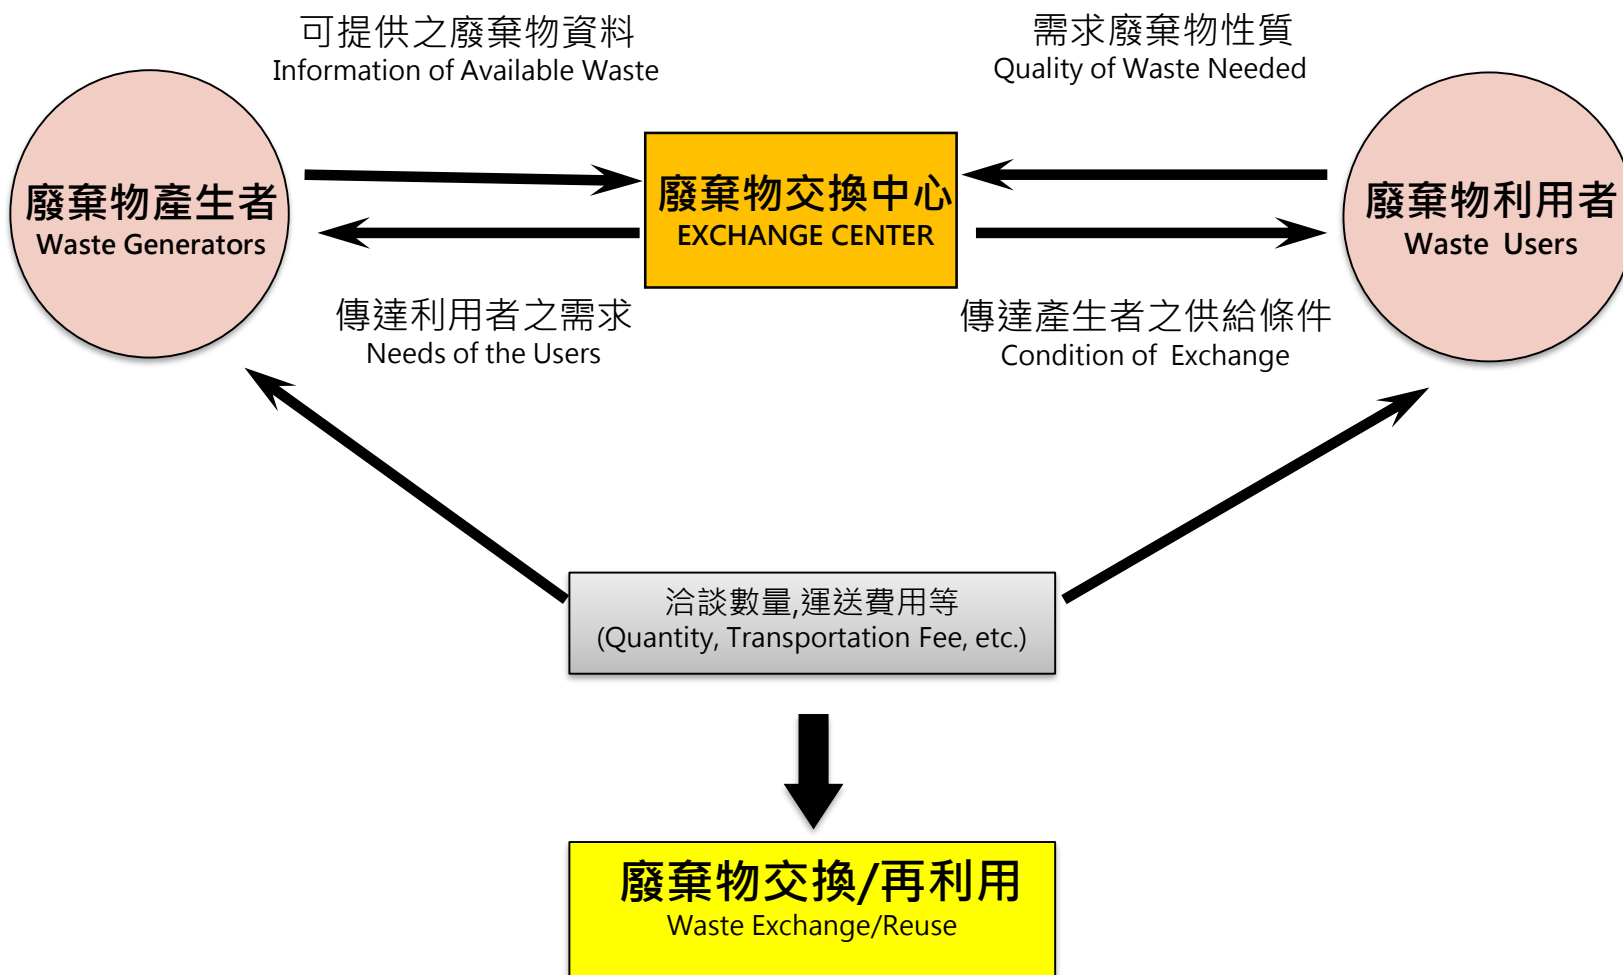 可提供之廢棄物資料
Information of Available Waste
需求廢棄物性質
Quality of Waste Needed
廢棄物產生者
Waste Generators
廢棄物交換中心
EXCHANGE CENTER
廢棄物利用者
Waste Users
傳達利用者之需求
Needs of the Users
傳達產生者之供給條件
Condition of Exchange
洽談數量,運送費用等
(Quantity, Transportation Fee, etc.)
廢棄物交換/再利用
Waste Exchange/Reuse